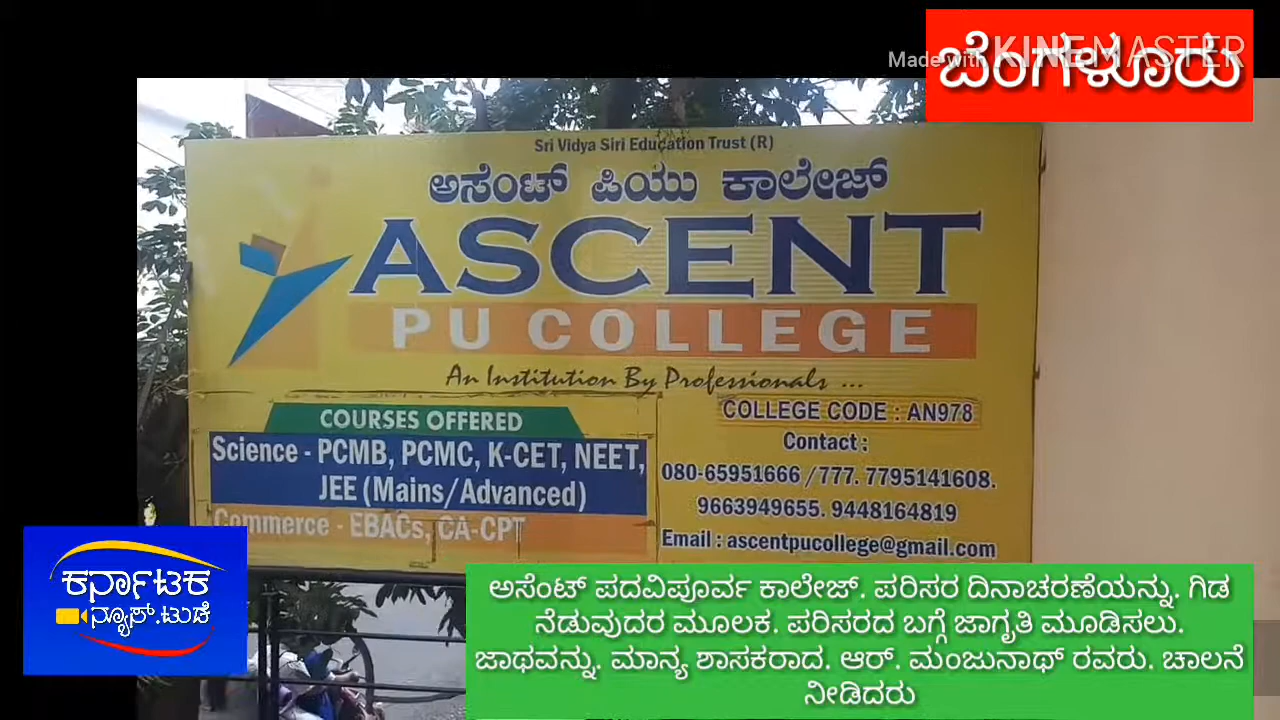 Made with KINEMASTER
ಬೆಂಗಳೂರು
Sri Vidya Siri Education Trust (R)
ಅಸೆಂಟ್ ಪಿಯು ಕಾಲೇಜ್
ASCENT
PU COLLEGE
An Institution By Professionals ...
COURSES OFFERED
Science - PCMB, PCMC, K-CET, NEET,
JEE (Mains/Advanced)
Commerce - EBACs, CA-CPT
COLLEGE CODE : AN978
Contact :
080-65951666 /777. 7795141608.
9663949655. 9448164819
Email : ascentpucollege@gmail.com
ಕರ್ನಾಟಕ
ನ್ಯೂಸ್.ಟುಡೆ
ಅಸೆಂಟ್ ಪದವಿಪೂರ್ವ ಕಾಲೇಜ್. ಪರಿಸರ ದಿನಾಚರಣೆಯನ್ನು. ಗಿಡ
ನೆಡುವುದರ ಮೂಲಕ. ಪರಿಸರದ ಬಗ್ಗೆ ಜಾಗೃತಿ ಮೂಡಿಸಲು.
ಜಾಥವನ್ನು. ಮಾನ್ಯ ಶಾಸಕರಾದ. ಆರ್. ಮಂಜುನಾಥ್ ರವರು. ಚಾಲನೆ
ನೀಡಿದರು